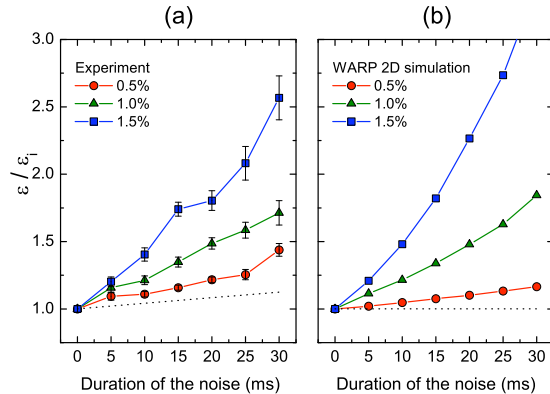 (a)
(b)
3.0
2.5
2.0
1.5
1.0
ε / εi
Experiment
0.5%
1.0%
1.5%
WARP 2D simulation
0.5%
1.0%
1.5%
0 5 10 15 20 25 30
0 5 10 15 20 25 30
Duration of the noise (ms)
Duration of the noise (ms)